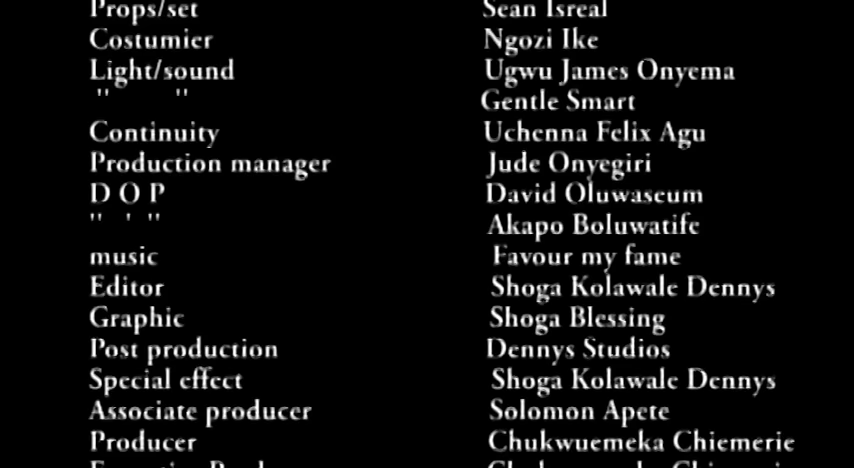 Props/set Sean Isreal
Costumier Ngozi Ike
Light/sound Ugwu James Onyema
" " Gentle Smart
Continuity Uchenna Felix Agu
Production manager Jude Onyegiri
D O P David Oluwaseum
" ' " Akapo Boluwatife
music Favour my fame
Editor Shoga Kolawale Dennys
Graphic Shoga Blessing
Post production Dennys Studios
Special effect Shoga Kolawale Dennys
Associate producer Solomon Apete
Producer Chukwuemeka Chiemerie